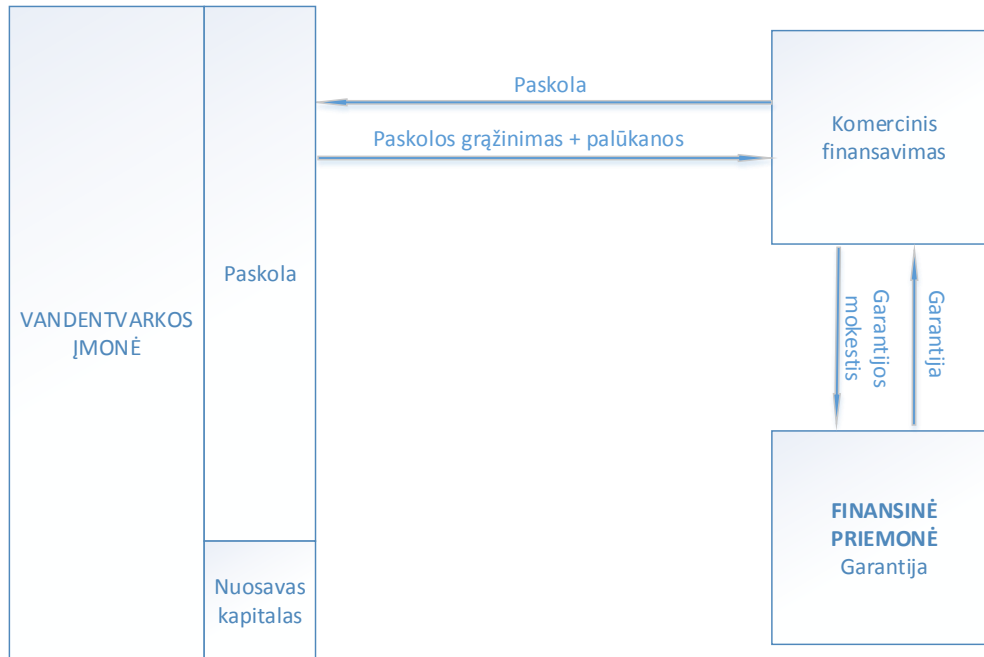 VANDENTVARKOS
ĮMONĖ
Paskola
Nuosavas
kapitalas
Paskola
Paskolos grąžinimas + palūkanos
Komercinis
finansavimas
Garantijos
mokestis
Garantija
FINANSINĖ
PRIEMONĖ
Garantija